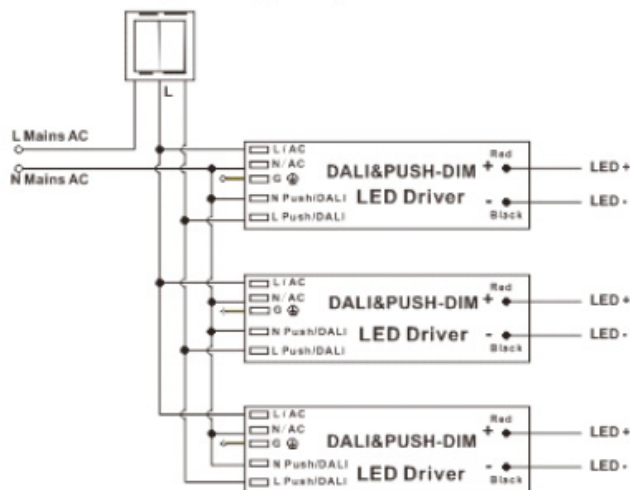 L
L Mains AC
N Mains AC
L/AC
N/AC
G
N Push/DALI
L Push/DALI
DALI&PUSH-DIM
LED Driver
Red
+
-
Black
LED+
LED-
L/AC
N/AC
G
N Push/DALI
L Push/DALI
DALI&PUSH-DIM
LED Driver
Red
+
-
Black
LED+
LED-
L/AC
N/AC
G
N Push/DALI
L Push/DALI
DALI&PUSH-DIM
LED Driver
Red
+
-
Black
LED+
LED-